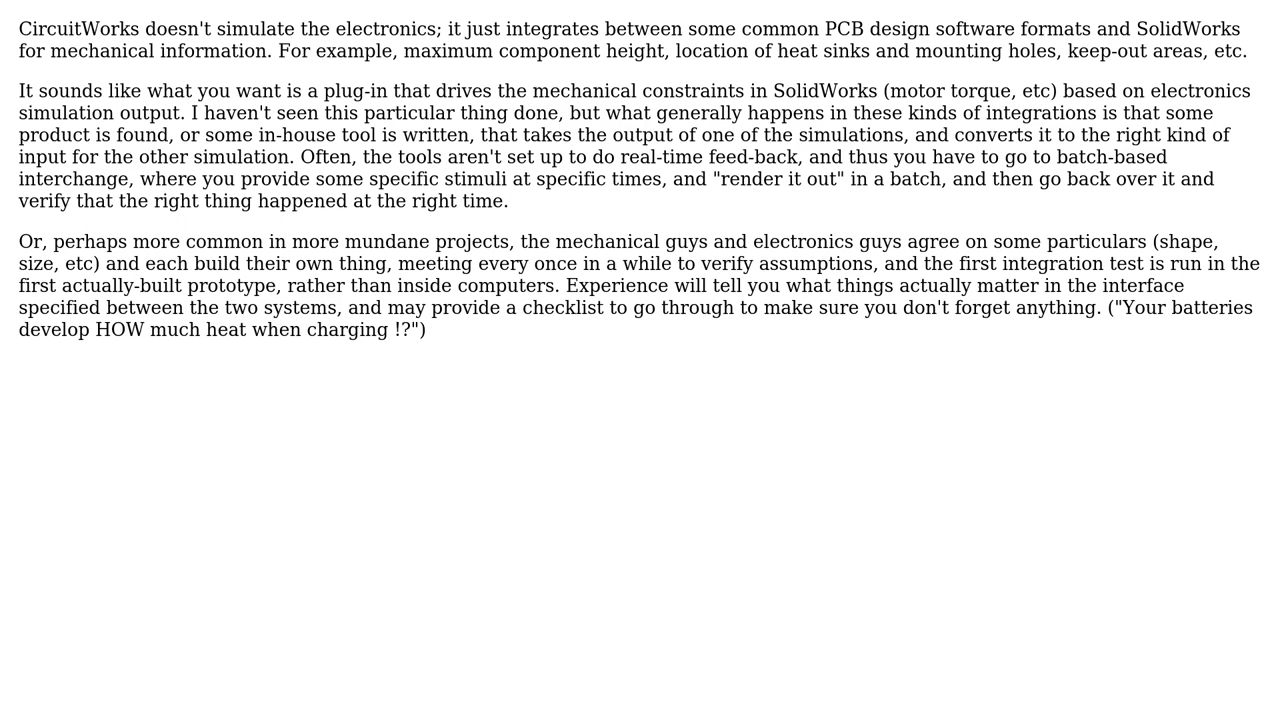 CircuitWorks doesn't simulate the electronics; it just integrates between some common PCB design software formats and SolidWorks
for mechanical information. For example, maximum component height, location of heat sinks and mounting holes, keep-out areas, etc.
It sounds like what you want is a plug-in that drives the mechanical constraints in SolidWorks (motor torque, etc) based on electronics
simulation output. I haven't seen this particular thing done, but what generally happens in these kinds of integrations is that some
product is found, or some in-house tool is written, that takes the output of one of the simulations, and converts it to the right kind of
input for the other simulation. Often, the tools aren't set up to do real-time feed-back, and thus you have to go to batch-based
interchange, where you provide some specific stimuli at specific times, and "render it out" in a batch, and then go back over it and
verify that the right thing happened at the right time.
Or, perhaps more common in more mundane projects, the mechanical guys and electronics guys agree on some particulars (shape,
size, etc) and each build their own thing, meeting every once in a while to verify assumptions, and the first integration test is run in the
first actually-built prototype, rather than inside computers. Experience will tell you what things actually matter in the interface
specified between the two systems, and may provide a checklist to go through to make sure you don't forget anything. ("Your batteries
develop HOW much heat when charging !?")